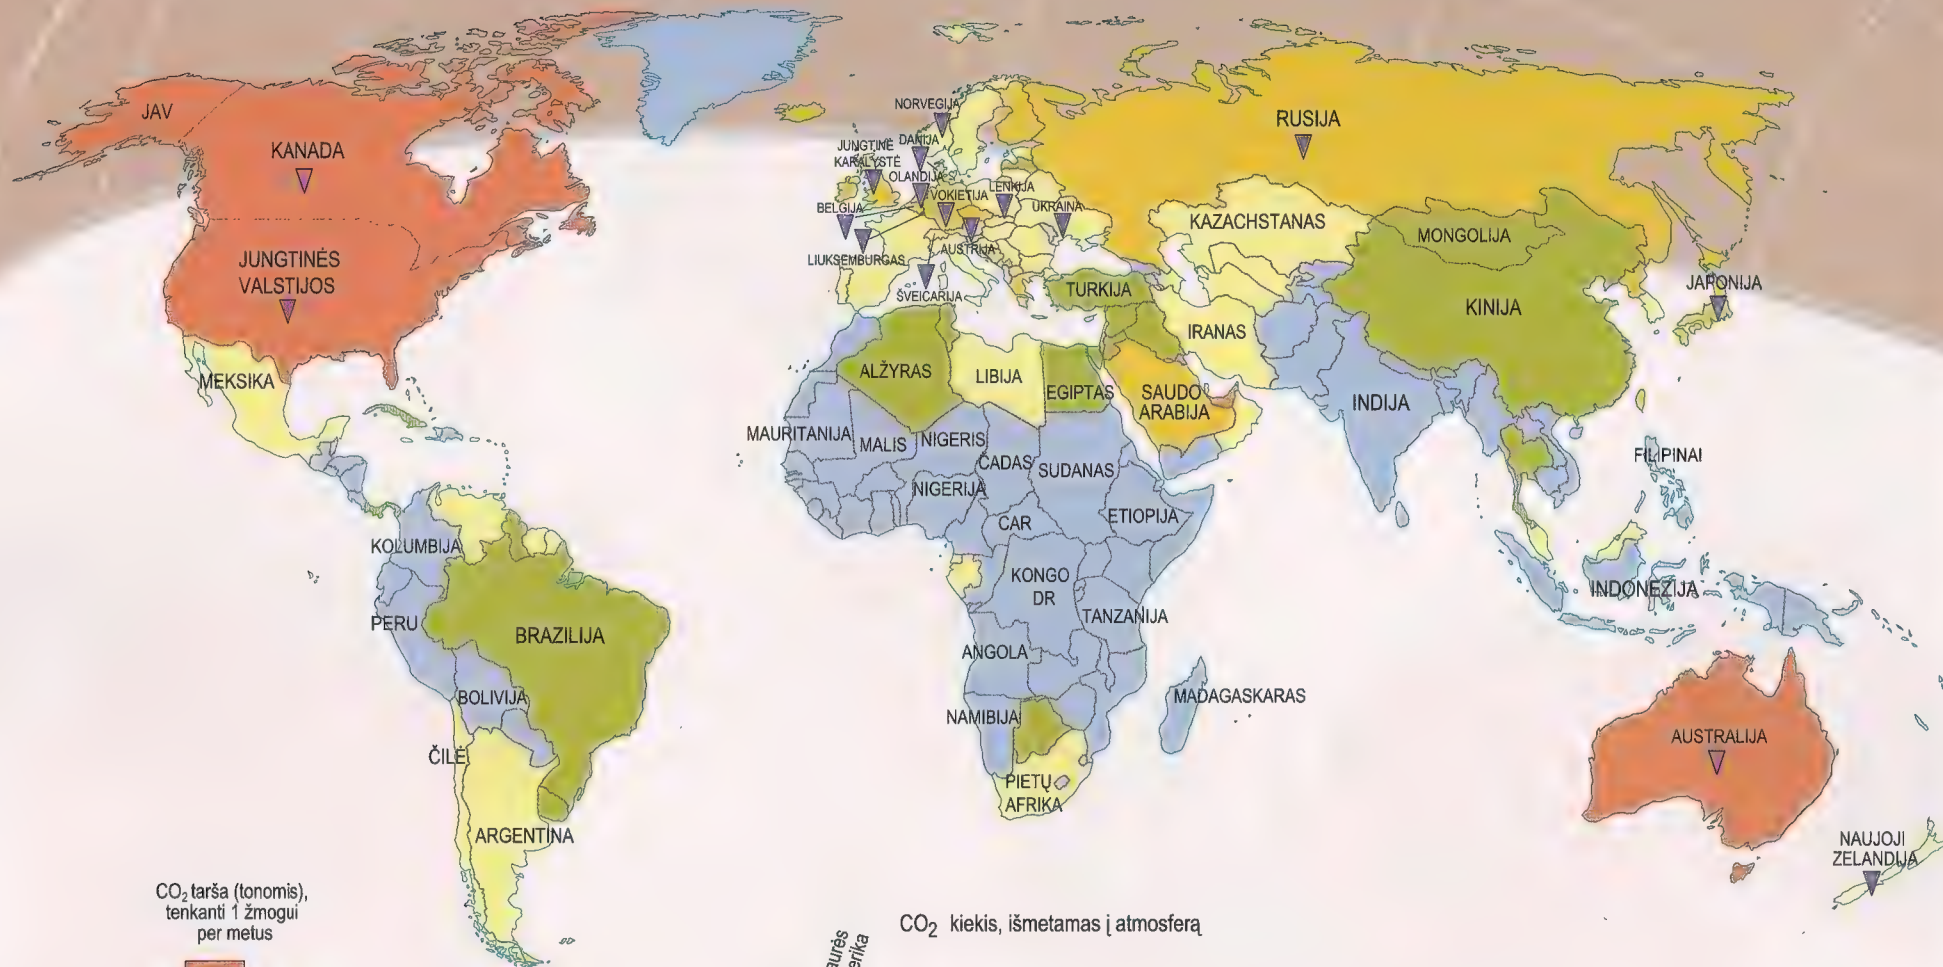 JAV
KANADA
JUNGTINĖS
VALSTIJOS
MEKSIKA
KOLUMBIJA
PERU
BRAZILIJA
BOLIVIJA
ČILĖ
ARGENTINA
NORVEGIJA
DANIJA
JUNGTINĖ
KARALYSTĖ
OLANDIJA
VOKIETIJA
LENKIJA
BELGIJA
UKRAINA
LIUKSEMBURGAS
AUSTRIJA
ŠVEICARIJA
RUSIJA
KAZACHSTANAS
MONGOLIJA
TURKIJA
KINIJA
JAPONIJA
IRANAS
ALŽYRAS
LIBIJA
EGIPTAS
SAUDO
ARABIJA
INDIJA
MAURITANIJA
MALIS
NIGERIS
ČADAS
SUDANAS
NIGERIJA
FILIPINAI
CAR
ETIOPIJA
KONGO
DR
INDONEZIJA
TANZANIJA
ANGOLA
MADAGASKARAS
NAMIBIJA
PIETŲ
AFRIKA
AUSTRALIJA
NAUJOJI
ZELANDIJA
CO₂ tarša (tonomis),
tenkanti 1 žmogui
per metus
CO₂ kiekis, išmetamas į atmosferą